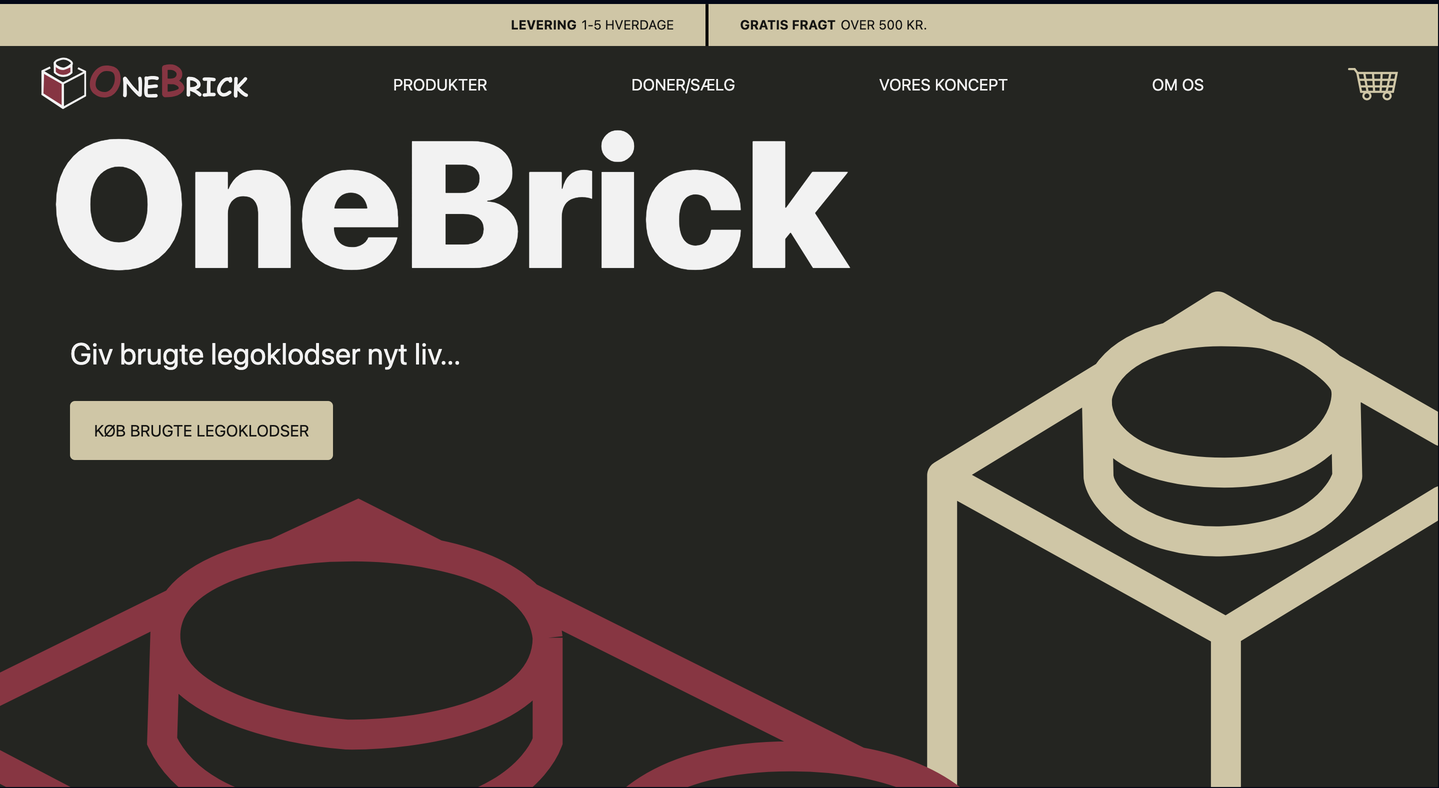 LEVERING 1-5 HVERDAGE
GRATIS FRAGT OVER 500 KR.
ONEBRICK
PRODUKTER
DONER/SÆLG
VORES KONCEPT
OM OS
OneBrick
Giv brugte legoklodser nyt liv...
KØB BRUGTE LEGOKLODSER